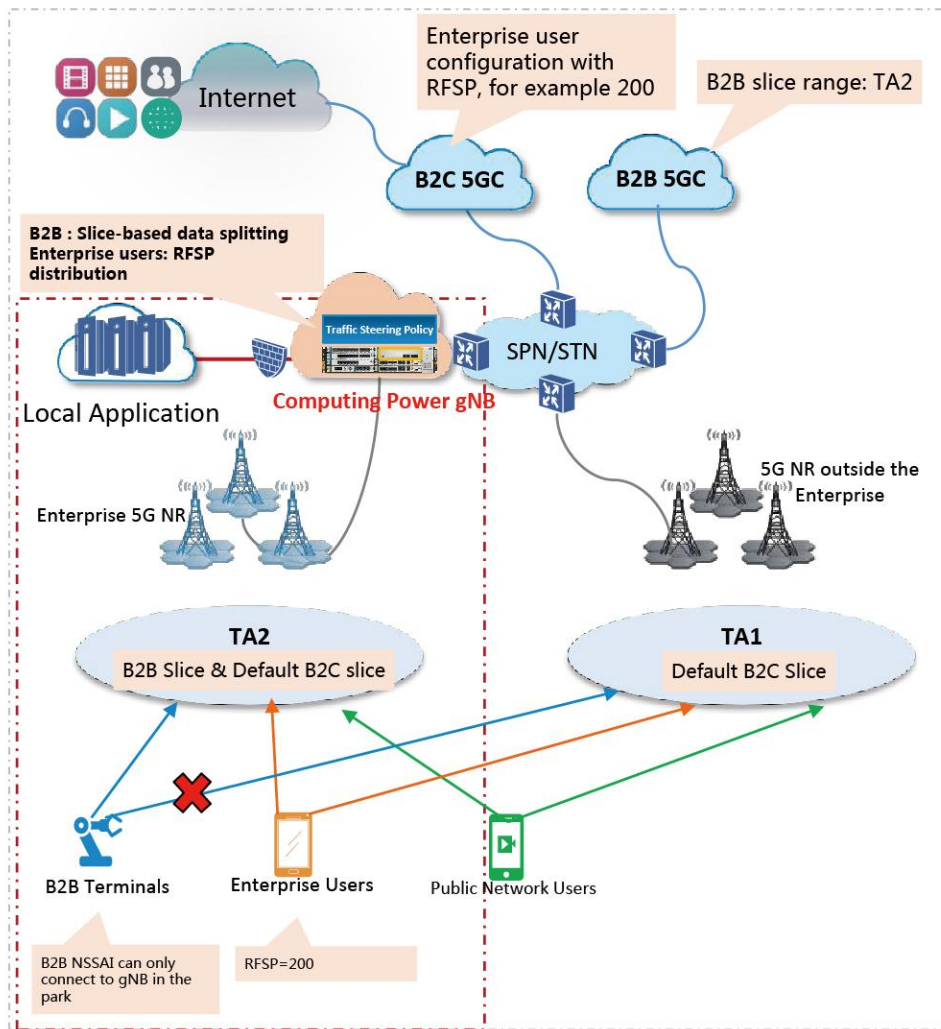 Enterprise user
configuration with
RFSP, for example 200
B2B slice range: TA2
Internet
B2C 5GC
B2B 5GC
B2B : Slice-based data splitting
Enterprise users: RFSP
distribution
Traffic Steering Policy
SPN/STN
Local Application
Computing Power gNB
Enterprise 5G NR
5G NR outside the
Enterprise
TA2
B2B Slice & Default B2C slice
TA1
Default B2C Slice
B2B Terminals
Enterprise Users
Public Network Users
B2B NSSAI can only
connect to gNB in the
park
RFSP=200